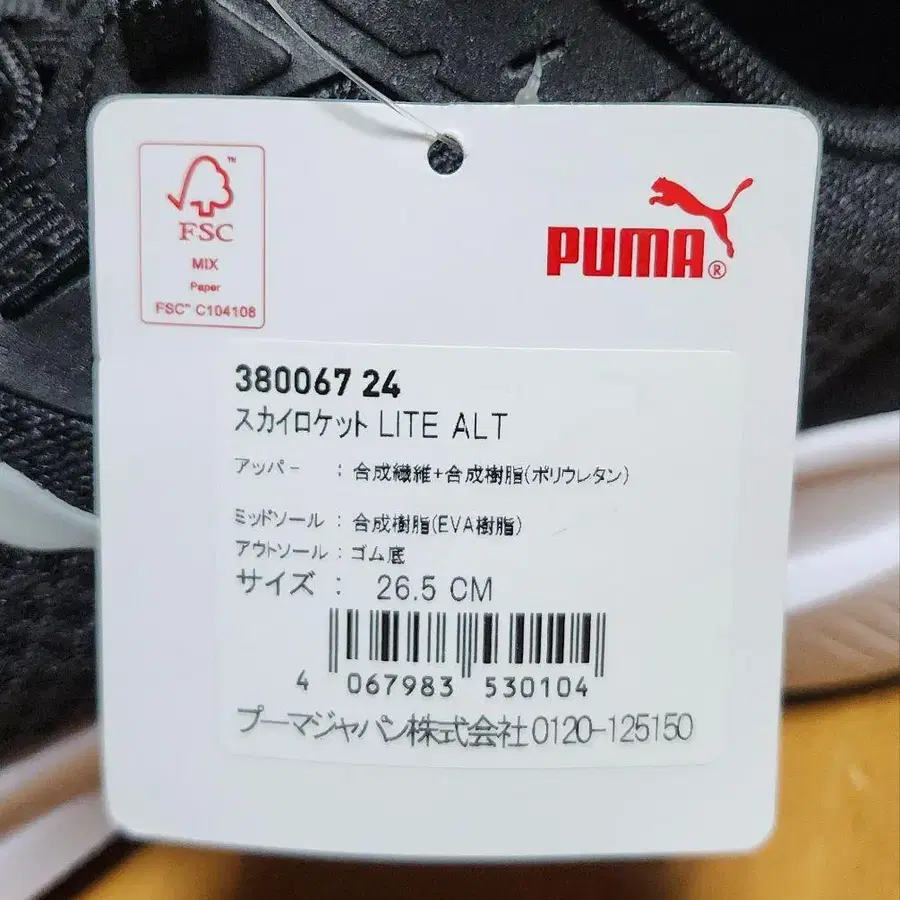 FSC
MIX
Paper
FSC™ C104108
PUMA®
380067 24
スカイロケット LITE ALT
アッパー : 合成繊維+合成樹脂(ポリウレタン)
ミッドソール : 合成樹脂(EVA樹脂)
アウトソール : ゴム底
サイズ : 26.5 CM
4 067983 530104
プーマジャパン株式会社0120-125150